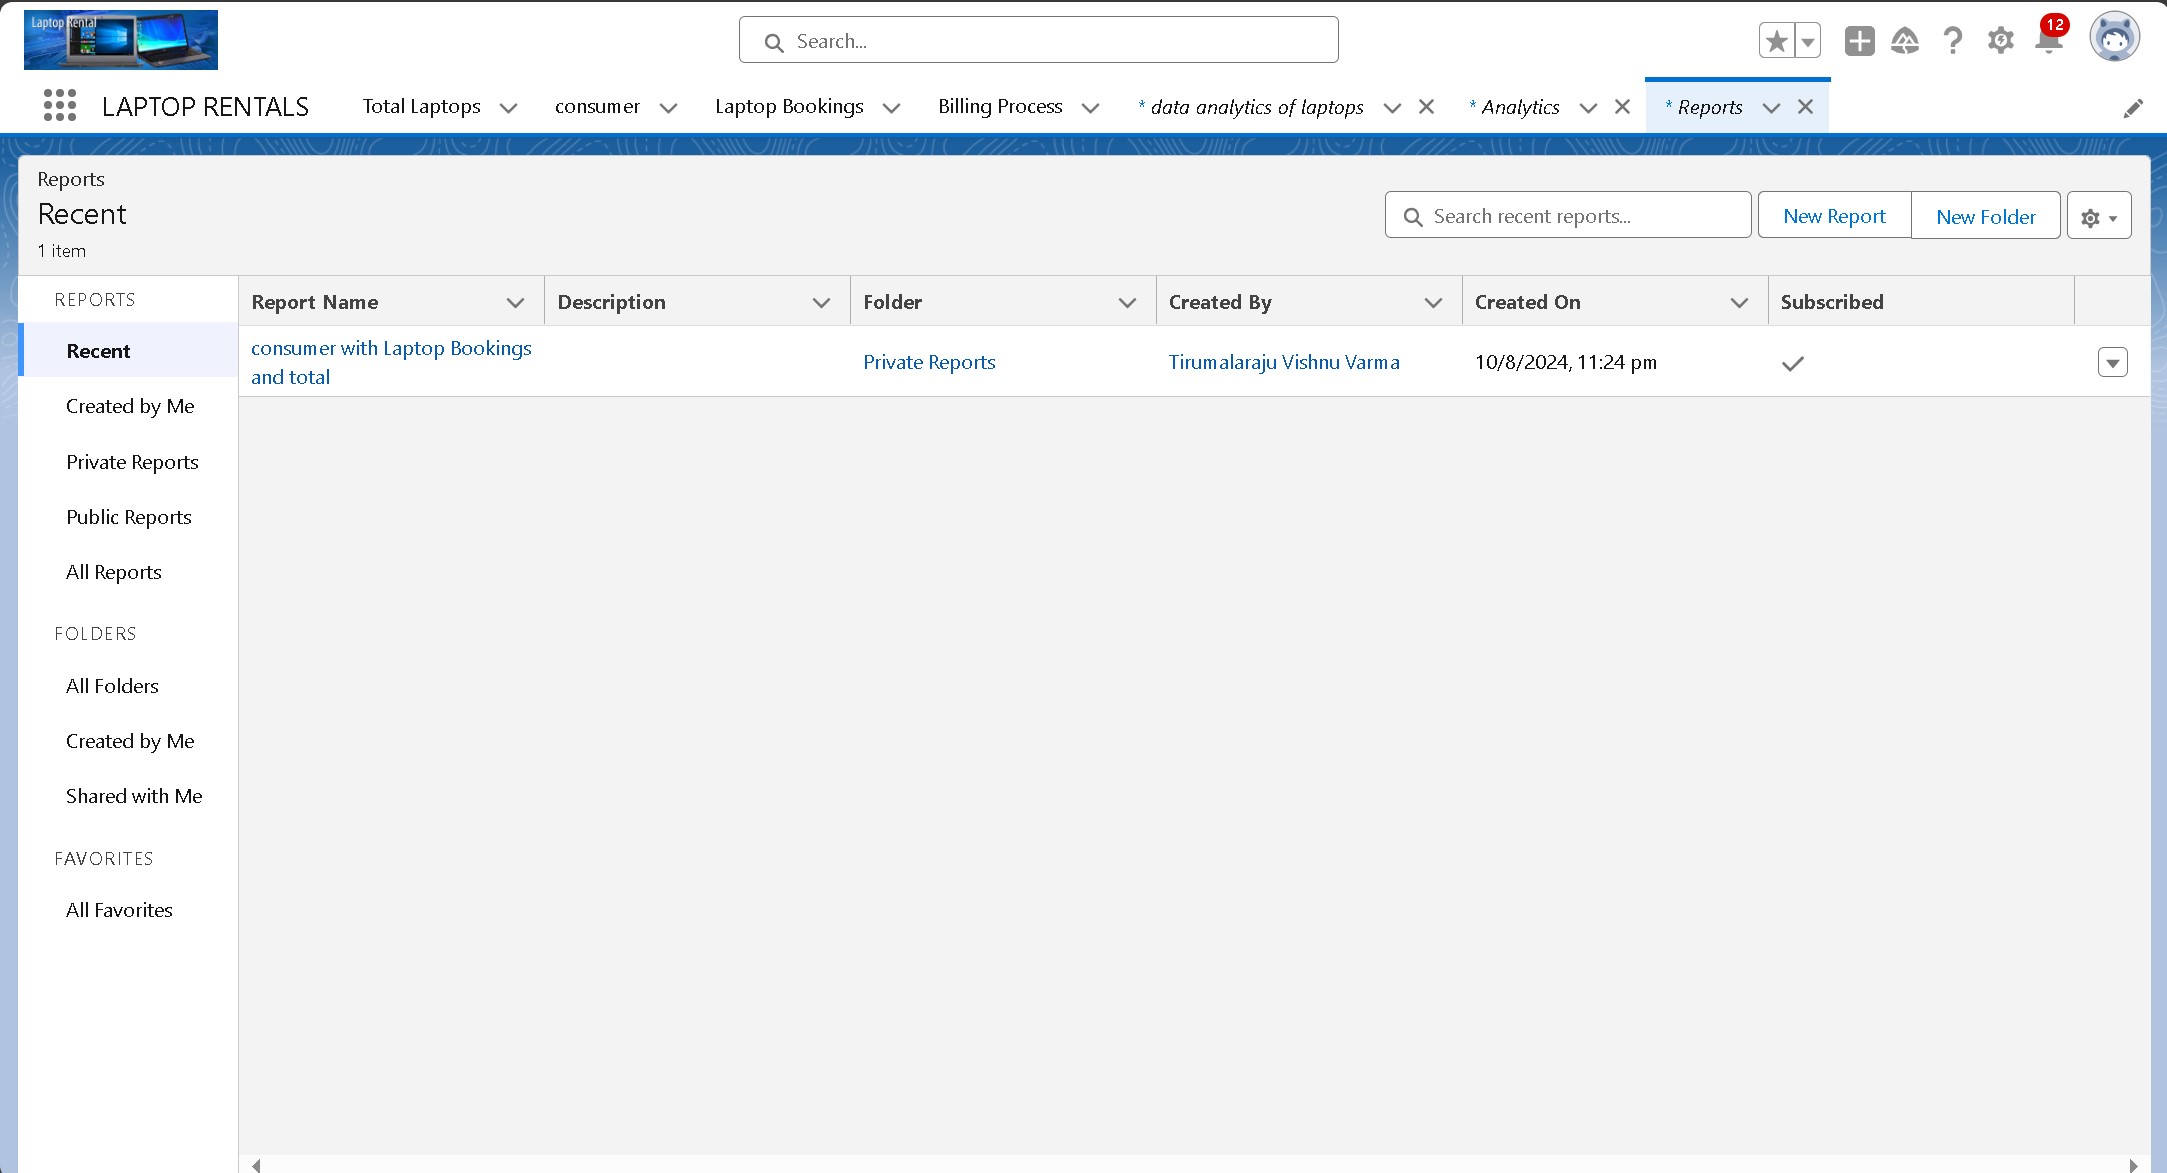 Laptop Rental
Search...
12
LAPTOP RENTALS
Total Laptops
consumer
Laptop Bookings
Billing Process
* data analytics of laptops
* Analytics
* Reports
Reports
Recent
1 item
Search recent reports...
New Report
New Folder
REPORTS
Recent
Created by Me
Private Reports
Public Reports
All Reports
FOLDERS
All Folders
Created by Me
Shared with Me
FAVORITES
All Favorites
Report Name
Description
Folder
Created By
Created On
Subscribed
consumer with Laptop Bookings
and total
Private Reports
Tirumalaraju Vishnu Varma
10/8/2024, 11:24 pm